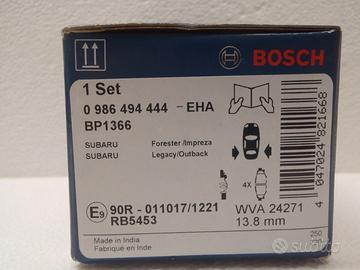 BOSCH
1 Set
0 986 494 444 - EHA
BP1366
SUBARU Forester/Impreza
SUBARU Legacy/Outback
4X
E9 90R - 011017/1221
RB5453
WVA 24271
13.8 mm
Made in India
Fabriqué en Inde
4 047024 821668
subito